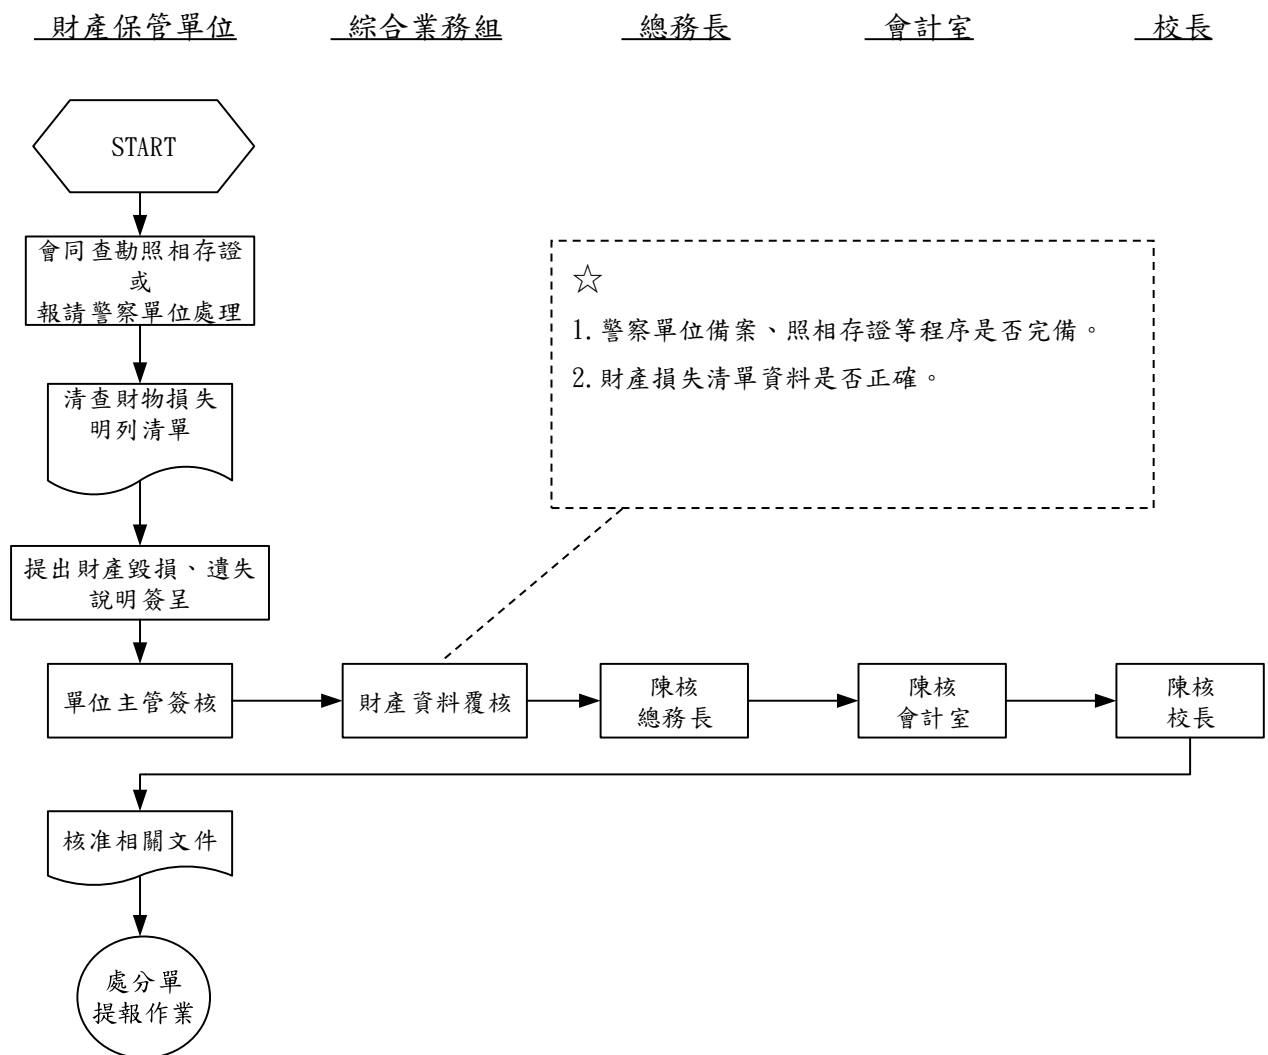 財產保管單位 綜合業務組 總務長 會計室 校長
START
會同查勘照相存證
或
報請警察單位處理
☆
1.警察單位備案、照相存證等程序是否完備。
2.財產損失清單資料是否正確。
清查財物損失
明列清單
提出財產毀損、遺失
說明簽呈
單位主管簽核
財產資料覆核
陳核
總務長
陳核
會計室
陳核
校長
核准相關文件
處分單
提報作業